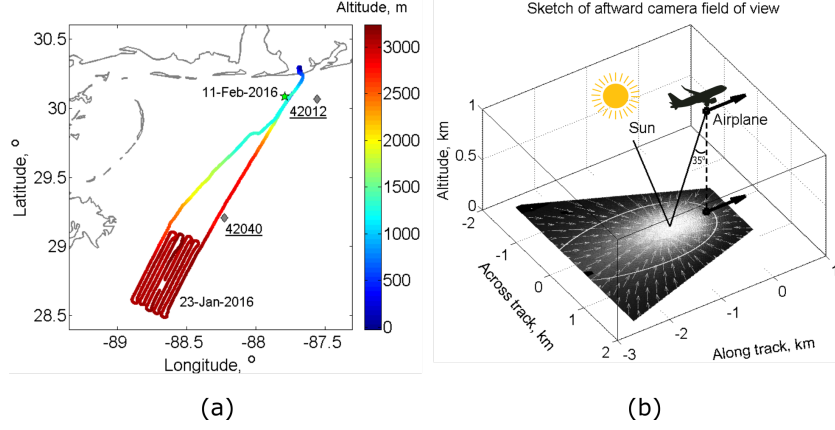 Altitude, m
30.5
30
29.5
29
28.5
Latitude, °
-89
-88.5
-88
-87.5
Longitude, °
11-Feb-2016
42012
42040
23-Jan-2016
3000
2500
2000
1500
1000
500
0
(a)
Sketch of aftward camera field of view
Altitude, km
1
0.5
0
Sun
Airplane
35°
-2
-1
0
1
2
Across track, km
-3
-2
-1
0
1
Along track, km
(b)